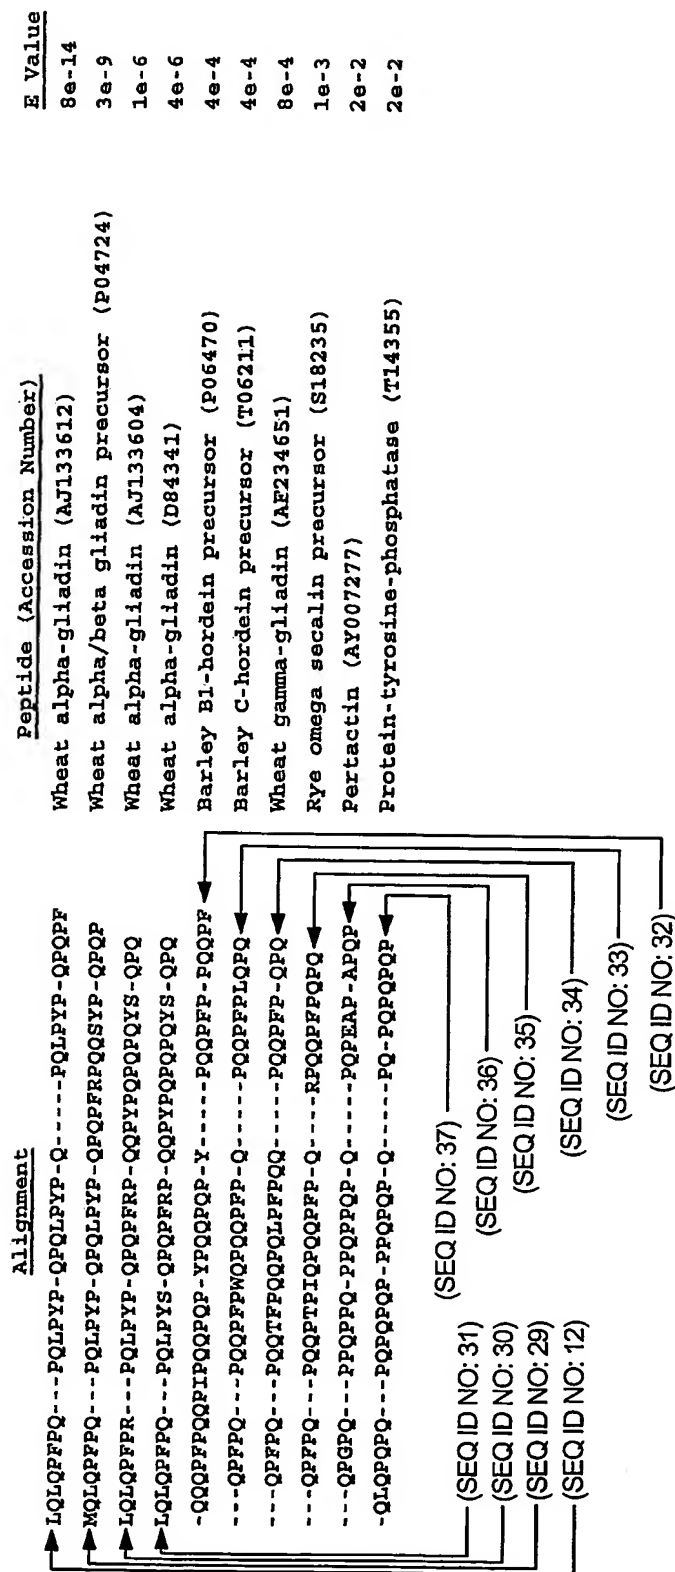 Alignment Peptide (Accession Number) E Value
LQLQPFPQ---PQLPYP-QPQLPYP-Q-----PQLPYP-QPQPF Wheat alpha-gliadin (AJ133612) 8e-14
MQLQPFPQ---PQLPYP-QPQLPYP-QPQPFRPQQSYP-QPQP Wheat alpha/beta gliadin precursor (P04724) 3e-9
LQLQPFPR---PQLPYP-QPQPFRP-QQPYPQPQPQYS-QPQ Wheat alpha-gliadin (AJ133604) 1e-6
LQLQPFPQ---PQLPYS-QPQPFRP-QQPYPQPQPQYS-QPQ Wheat alpha-gliadin (D84341) 4e-6
-QQQPFPQQPIPQQPQP-YPQQPQP-Y-----PQQPFP-PQQPF Barley B1-hordein precursor (P06470) 4e-4
---QPFPQ---PQQPFPWQPQQPFP-Q-----PQQPFPLQPQ Barley C-hordein precursor (T06211) 4e-4
---QPFPQ---PQQTFPQQPQLPFPQQ-----PQQPFP-QPQ Wheat gamma-gliadin (AF234651) 8e-4
---QPFPQ---PQQPTPIQPQQPFP-Q-----RPQQPFPQPQ Rye omega secalin precursor (S18235) 1e-3
---QPGPQ---PPQPPQ-PPQPPQP-Q-----PQPEAP-APQP Pertactin (AY007277) 2e-2
-QLQPQPQ---PQPQPQP-PPQPQP-Q-----PQ-PQPQPQP Protein-tyrosine-phosphatase (T14355) 2e-2
(SEQ ID NO: 31)
(SEQ ID NO: 30)
(SEQ ID NO: 29)
(SEQ ID NO: 12)
(SEQ ID NO: 37)
(SEQ ID NO: 36)
(SEQ ID NO: 35)
(SEQ ID NO: 34)
(SEQ ID NO: 33)
(SEQ ID NO: 32)